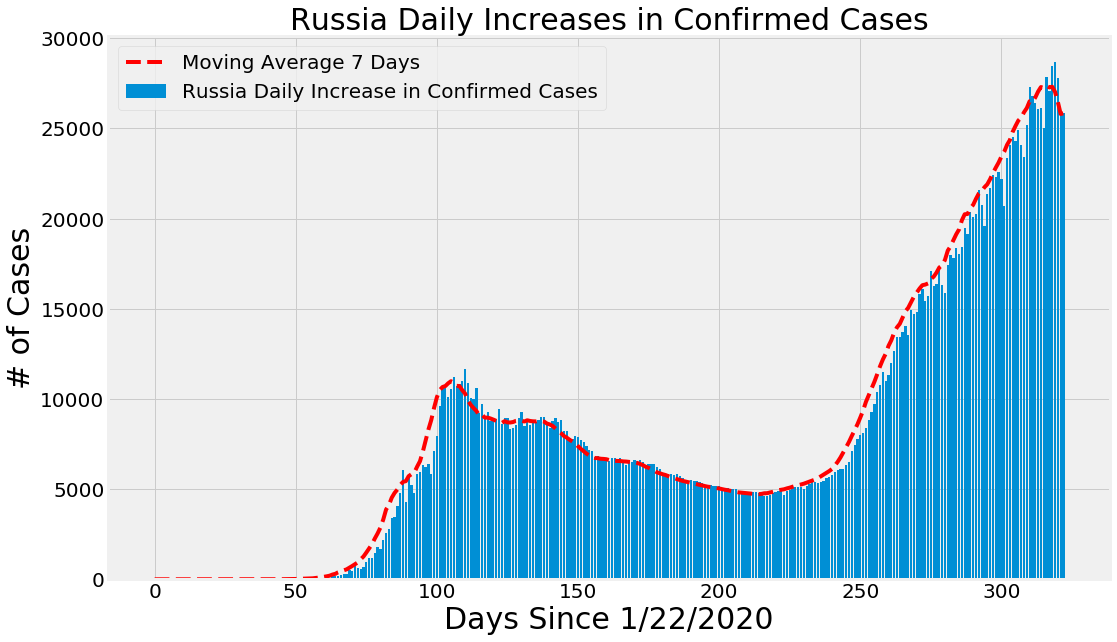 Russia Daily Increases in Confirmed Cases
30000
25000
20000
15000
10000
5000
0
# of Cases
Moving Average 7 Days
Russia Daily Increase in Confirmed Cases
0 50 100 150 200 250 300
Days Since 1/22/2020